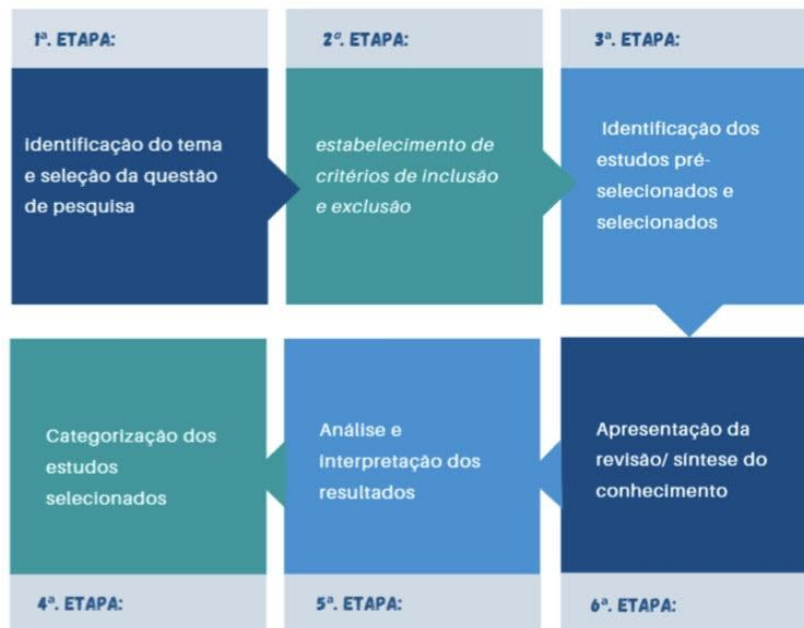 1ª. ETAPA:
identificação do tema
e seleção da questão
de pesquisa
2ª. ETAPA:
estabelecimento de
critérios de inclusão
e exclusão
3ª. ETAPA:
Identificação dos
estudos pré-
selecionados e
selecionados
Categorização dos
estudos
selecionados
4ª. ETAPA:
Análise e
interpretação dos
resultados
5ª. ETAPA:
Apresentação da
revisão/ síntese do
conhecimento
6ª. ETAPA: